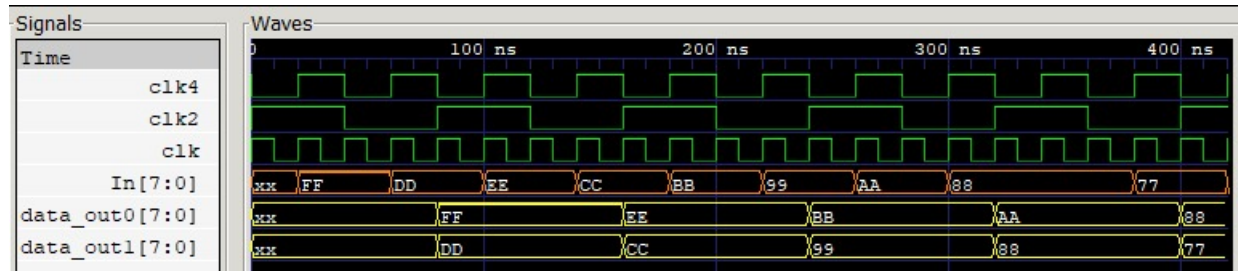 Signals
Waves
Time
0 100 ns 200 ns 300 ns 400 ns
clk4
clk2
clk
In[7:0] xx FF DD EE CC BB 99 AA 88 77
data_out0[7:0] xx FF EE BB AA 88
data_out1[7:0] xx DD CC 99 88 77